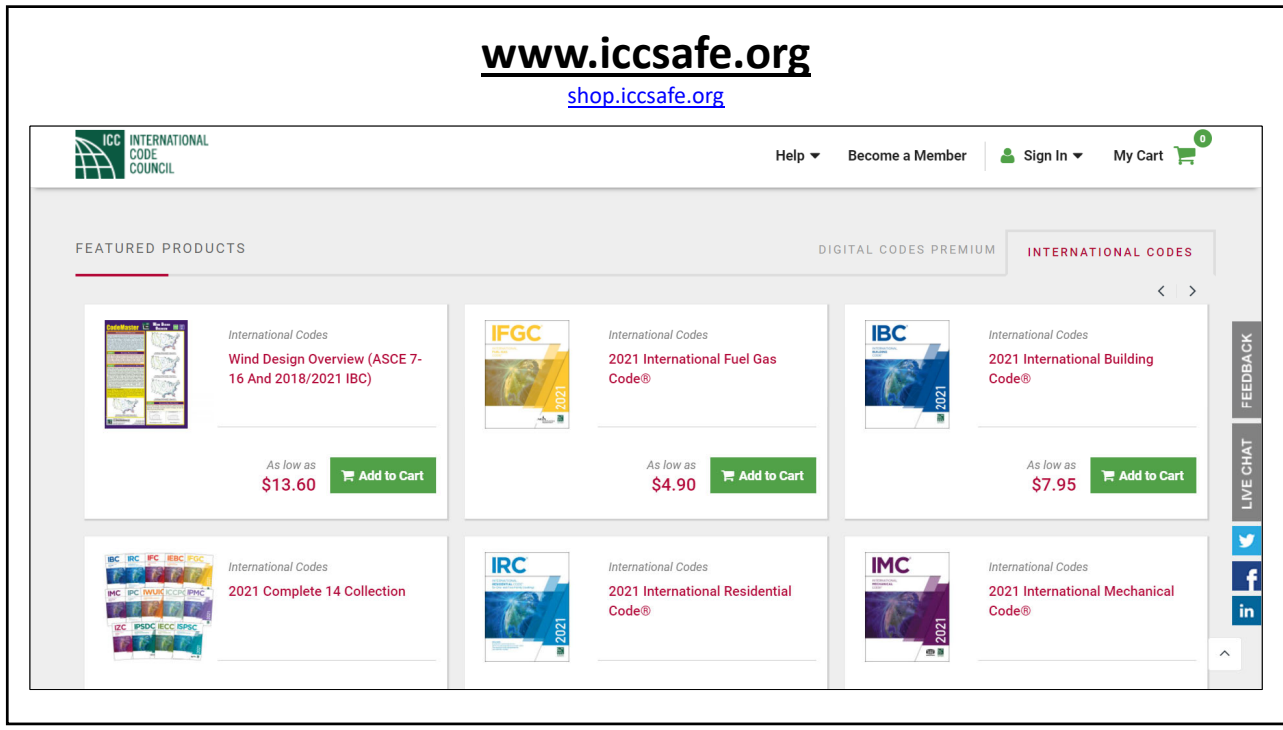 www.iccsafe.org
shop.iccsafe.org
ICC INTERNATIONAL
CODE
COUNCIL
Help
Become a Member
Sign In
My Cart
0
FEATURED PRODUCTS
DIGITAL CODES PREMIUM
INTERNATIONAL CODES
CodeMaster
International Codes
Wind Design Overview (ASCE 7-
16 And 2018/2021 IBC)
As low as
$13.60
Add to Cart
IFGC
2021
International Codes
2021 International Fuel Gas
Code®
As low as
$4.90
Add to Cart
IBC
2021
International Codes
2021 International Building
Code®
As low as
$7.95
Add to Cart
IBC IRC IFC IEBC IFGC
IMC IPC IWUIC ICCPC IPMC
IZC IPSDC IECC ISPSC
International Codes
2021 Complete 14 Collection
IRC
2021
International Codes
2021 International Residential
Code®
IMC
2021
International Codes
2021 International Mechanical
Code®
FEEDBACK
LIVE CHAT
f
in